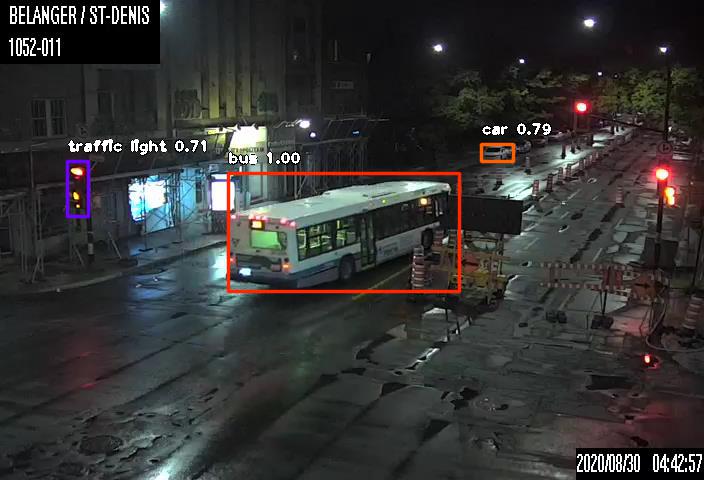 BELANGER / ST-DENIS
1052-011
car 0.79
traffic light 0.71
bus 1.00
2020/08/30 04:42:57